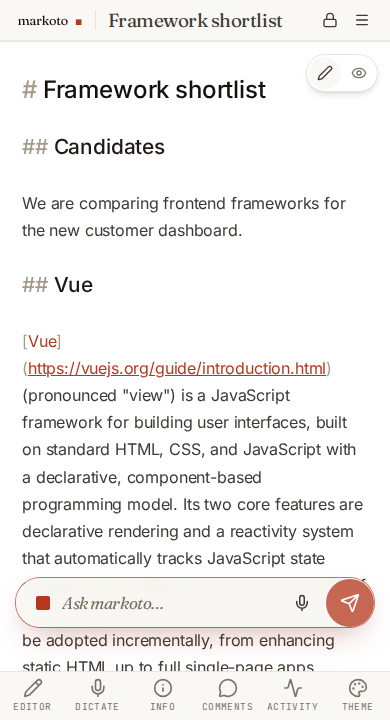 markoto
Framework shortlist
# Framework shortlist
## Candidates
We are comparing frontend frameworks for
the new customer dashboard.
## Vue
[Vue]
(https://vuejs.org/guide/introduction.html)
(pronounced "view") is a JavaScript
framework for building user interfaces, built
on standard HTML, CSS, and JavaScript with
a declarative, component-based
programming model. Its two core features are
declarative rendering and a reactivity system
that automatically tracks JavaScript state
Ask markoto...
be adopted incrementally, from enhancing
static HTML up to full single-page apps
EDITOR
DICTATE
INFO
COMMENTS
ACTIVITY
THEME